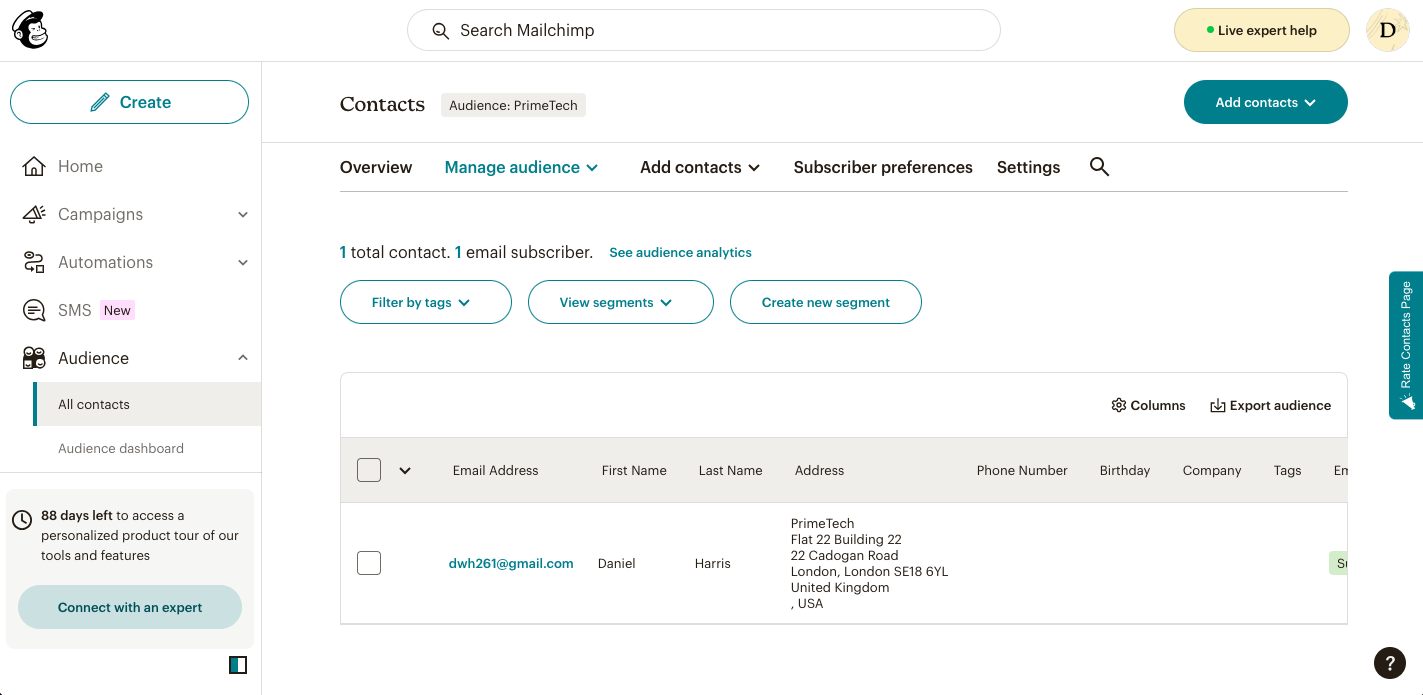 Search Mailchimp
Live expert help
D
Create
Contacts
Audience: PrimeTech
Add contacts
Home
Campaigns
Automations
SMS New
Audience
All contacts
Audience dashboard
88 days left to access a
personalized product tour of our
tools and features
Connect with an expert
Overview
Manage audience
Add contacts
Subscriber preferences
Settings
1 total contact. 1 email subscriber. See audience analytics
Filter by tags
View segments
Create new segment
Columns
Export audience
Email Address
First Name
Last Name
Address
Phone Number
Birthday
Company
Tags
Em
dwh261@gmail.com
Daniel
Harris
PrimeTech
Flat 22 Building 22
22 Cadogan Road
London, London SE18 6YL
United Kingdom
, USA
Su
Rate Contacts Page
?